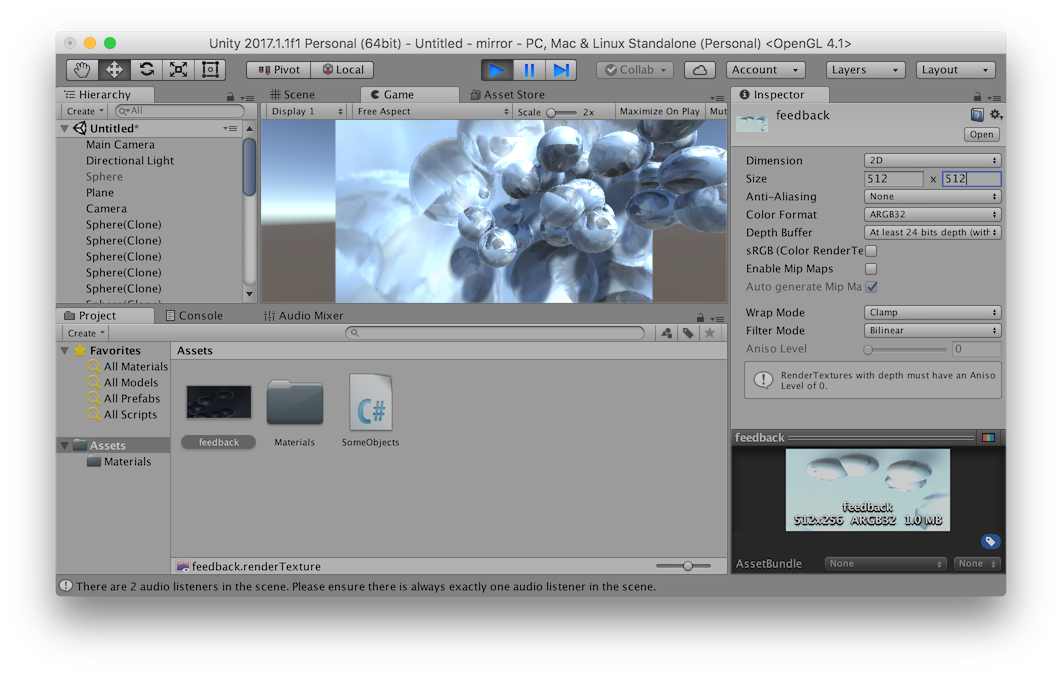 Unity 2017.1.1f1 Personal (64bit) - Untitled - mirror - PC, Mac & Linux Standalone (Personal) <OpenGL 4.1>
Pivot Local Collab Account Layers Layout
Hierarchy
Create All
Untitled*
Main Camera
Directional Light
Sphere
Plane
Camera
Sphere(Clone)
Sphere(Clone)
Sphere(Clone)
Sphere(Clone)
Sphere(Clone)
Sphere(Clone)
Scene Game Asset Store
Display 1 Free Aspect Scale 2x Maximize On Play Mut
Inspector
feedback
Open
Dimension 2D
Size 512 x 512
Anti-Aliasing None
Color Format ARGB32
Depth Buffer At least 24 bits depth (with
sRGB (Color RenderTe
Enable Mip Maps
Auto generate Mip Ma
Wrap Mode Clamp
Filter Mode Bilinear
Aniso Level 0
RenderTextures with depth must have an Aniso
Level of 0.
Project Console Audio Mixer
Create
Favorites
All Materials
All Models
All Prefabs
All Scripts
Assets
Materials
Assets
C#
feedback Materials SomeObjects
feedback.renderTexture
feedback
feedback
512x256 ARGB32 1.0 MB
AssetBundle None None
There are 2 audio listeners in the scene. Please ensure there is always exactly one audio listener in the scene.